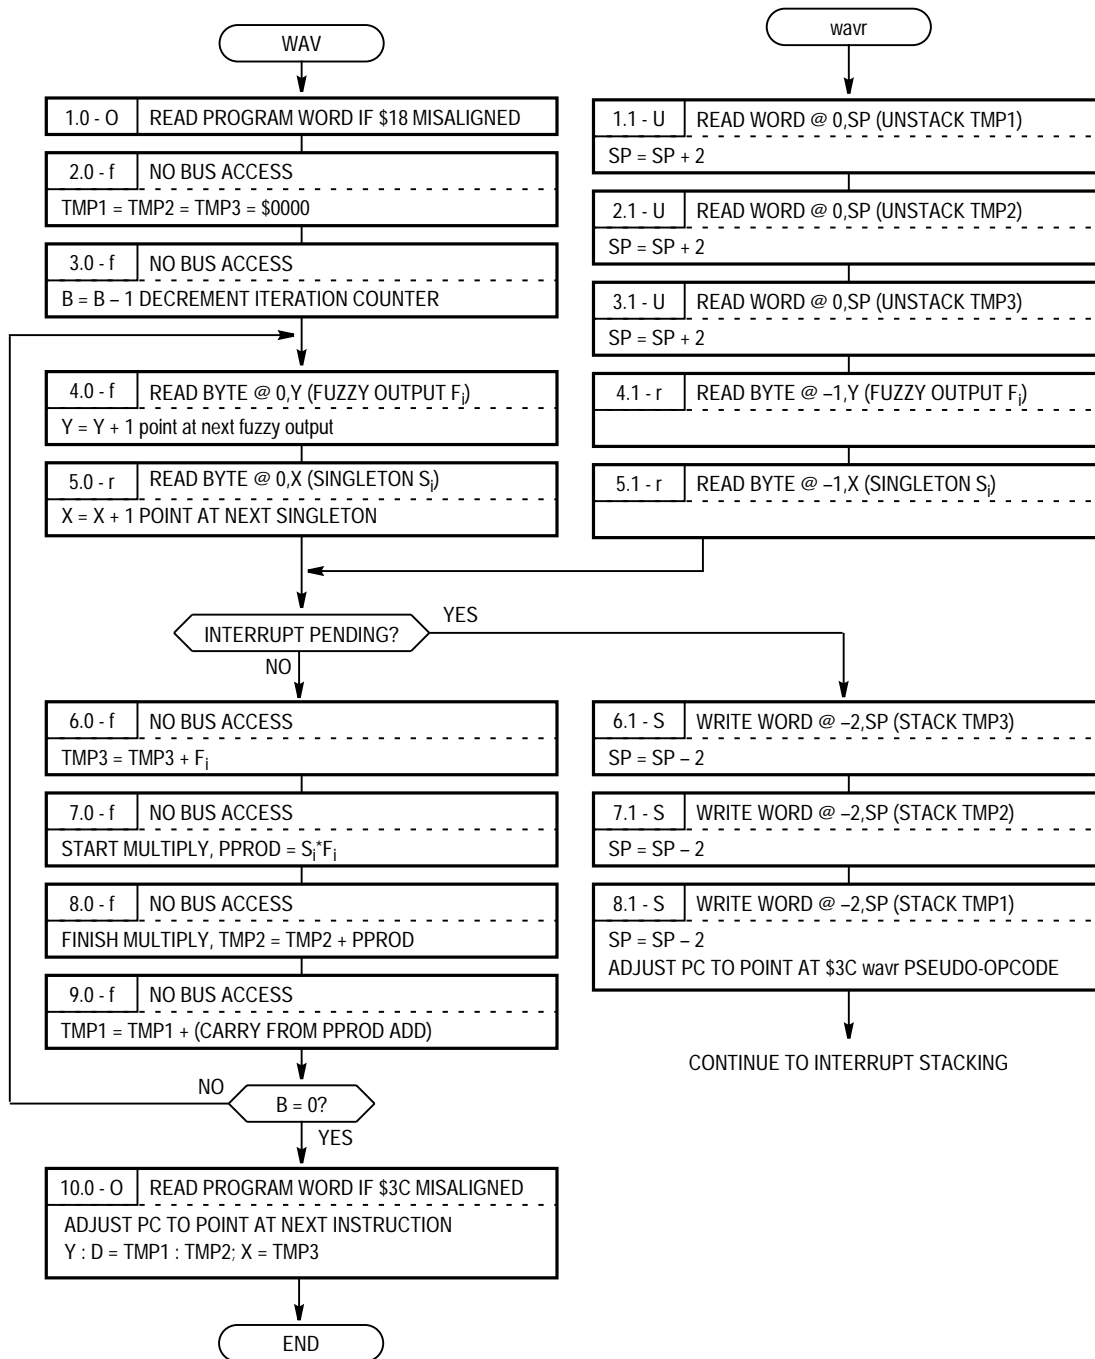 WAV
1.0 - O READ PROGRAM WORD IF $18 MISALIGNED
2.0 - f NO BUS ACCESS
TMP1 = TMP2 = TMP3 = $0000
3.0 - f NO BUS ACCESS
B = B – 1 DECREMENT ITERATION COUNTER
4.0 - f READ BYTE @ 0,Y (FUZZY OUTPUT Fi)
Y = Y + 1 point at next fuzzy output
5.0 - r READ BYTE @ 0,X (SINGLETON Si)
X = X + 1 POINT AT NEXT SINGLETON
wavr
1.1 - U READ WORD @ 0,SP (UNSTACK TMP1)
SP = SP + 2
2.1 - U READ WORD @ 0,SP (UNSTACK TMP2)
SP = SP + 2
3.1 - U READ WORD @ 0,SP (UNSTACK TMP3)
SP = SP + 2
4.1 - r READ BYTE @ –1,Y (FUZZY OUTPUT Fi)
5.1 - r READ BYTE @ –1,X (SINGLETON Si)
INTERRUPT PENDING?
YES
NO
6.0 - f NO BUS ACCESS
TMP3 = TMP3 + Fi
7.0 - f NO BUS ACCESS
START MULTIPLY, PPROD = Si*Fi
8.0 - f NO BUS ACCESS
FINISH MULTIPLY, TMP2 = TMP2 + PPROD
9.0 - f NO BUS ACCESS
TMP1 = TMP1 + (CARRY FROM PPROD ADD)
6.1 - S WRITE WORD @ –2,SP (STACK TMP3)
SP = SP – 2
7.1 - S WRITE WORD @ –2,SP (STACK TMP2)
SP = SP – 2
8.1 - S WRITE WORD @ –2,SP (STACK TMP1)
SP = SP – 2
ADJUST PC TO POINT AT $3C wavr PSEUDO-OPCODE
CONTINUE TO INTERRUPT STACKING
NO
B = 0?
YES
10.0 - O READ PROGRAM WORD IF $3C MISALIGNED
ADJUST PC TO POINT AT NEXT INSTRUCTION
Y : D = TMP1 : TMP2; X = TMP3
END